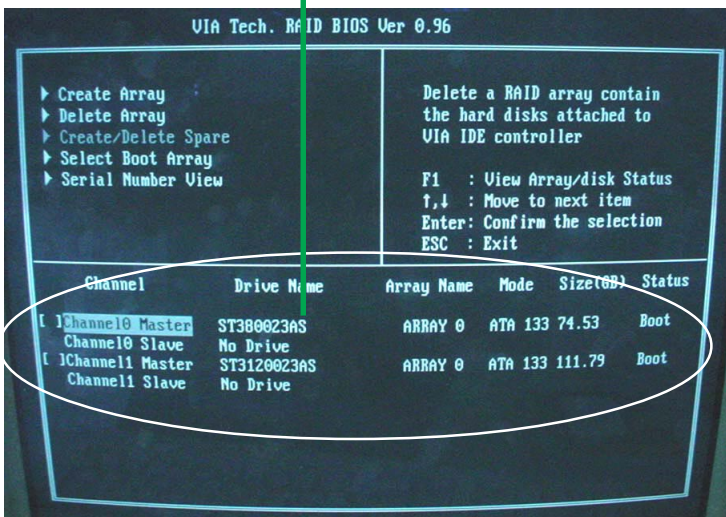 VIA Tech. RAID BIOS Ver 0.96
Create Array
Delete Array
Create/Delete Spare
Select Boot Array
Serial Number View
Delete a RAID array contain
the hard disks attached to
VIA IDE controller
F1 : View Array/disk Status
↑,↓ : Move to next item
Enter: Confirm the selection
ESC : Exit
Channel Drive Name Array Name Mode Size(GB) Status
[ ]Channel0 Master ST380023AS ARRAY 0 ATA 133 74.53 Boot
Channel0 Slave No Drive
[ ]Channel1 Master ST3120023AS ARRAY 0 ATA 133 111.79 Boot
Channel1 Slave No Drive